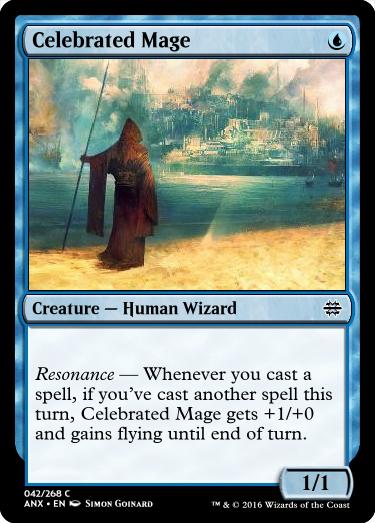 Celebrated Mage
Creature — Human Wizard
Resonance — Whenever you cast a
spell, if you've cast another spell this
turn, Celebrated Mage gets +1/+0
and gains flying until end of turn.
1/1
042/268 C
ANX • EN Simon Goinard
™ & © 2016 Wizards of the Coast